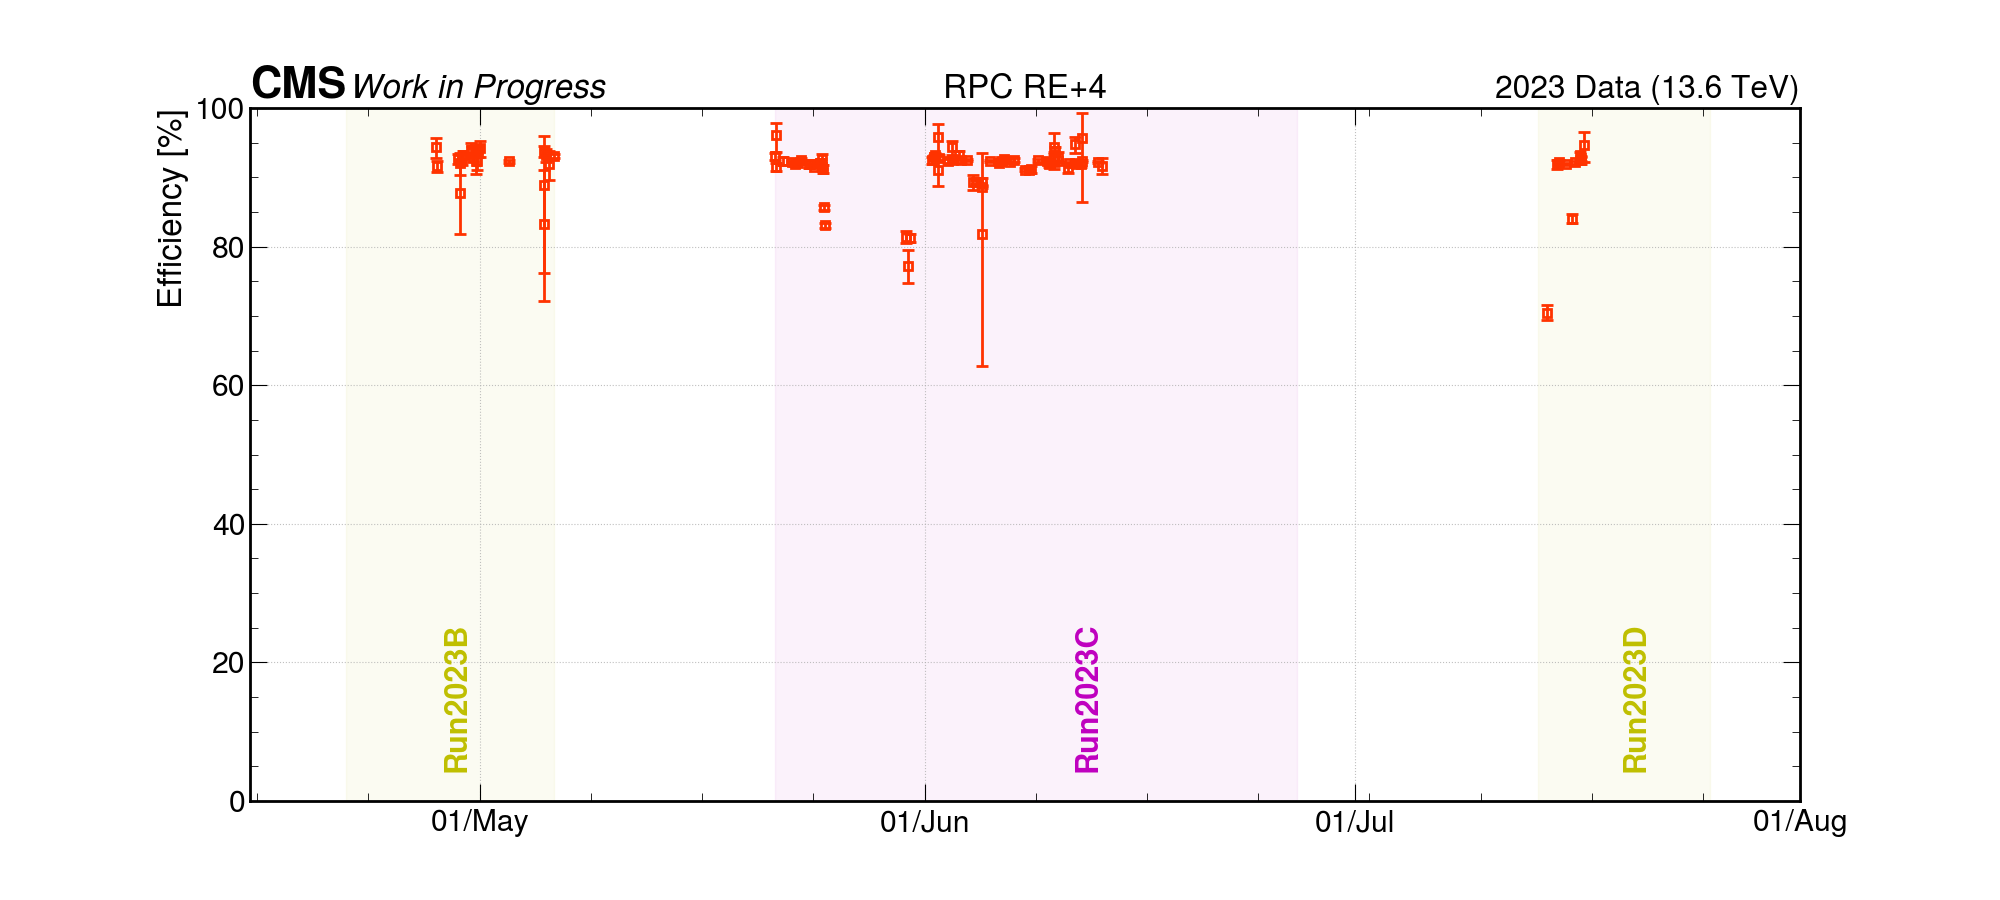 CMS Work in Progress
RPC RE+4
2023 Data (13.6 TeV)
Efficiency [%]
100
80
60
40
20
0
Run2023B
Run2023C
Run2023D
01/May
01/Jun
01/Jul
01/Aug